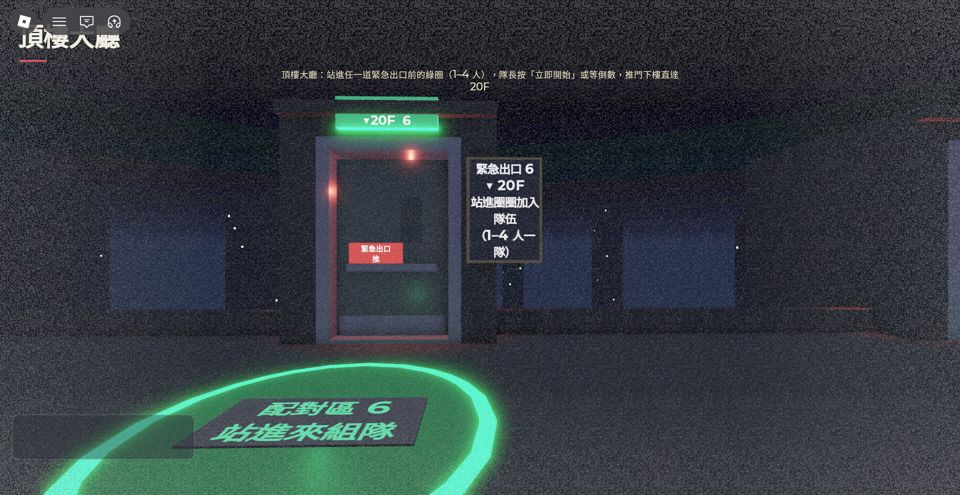 頂樓大廳
頂樓大廳：站進任一道緊急出口前的綠圈（1–4 人），隊長按「立即開始」或等倒數，推門下樓直達
20F
▼20F 6
緊急出口 6
▼ 20F
站進圈圈加入
隊伍
（1–4 人一
隊）
緊急出口
推
配對區 6
站進來組隊